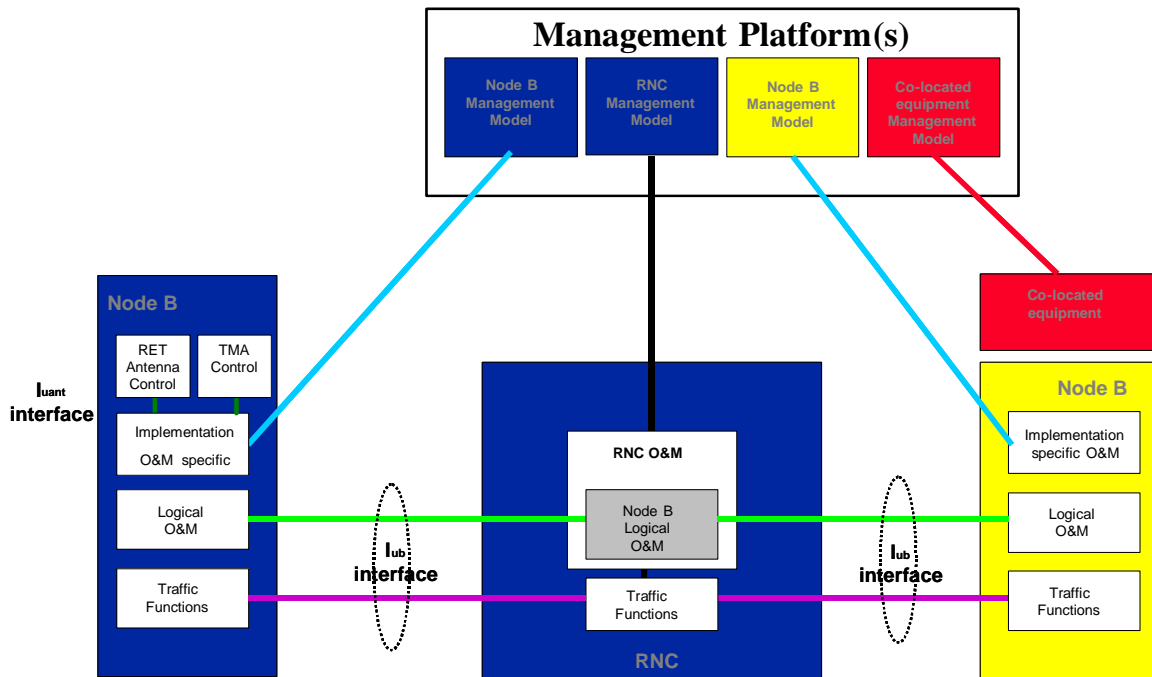 Management Platform(s)
Node B
Management
Model
RNC
Management
Model
Node B
Management
Model
Co-located
equipment
Management
Model
Node B
RET
Antenna
Control
TMA
Control
Iuant
interface
Implementation
O&M specific
Logical
O&M
Traffic
Functions
Iub
interface
RNC O&M
Node B
Logical
O&M
Traffic
Functions
RNC
Iub
interface
Co-located
equipment
Node B
Implementation
specific O&M
Logical
O&M
Traffic
Functions